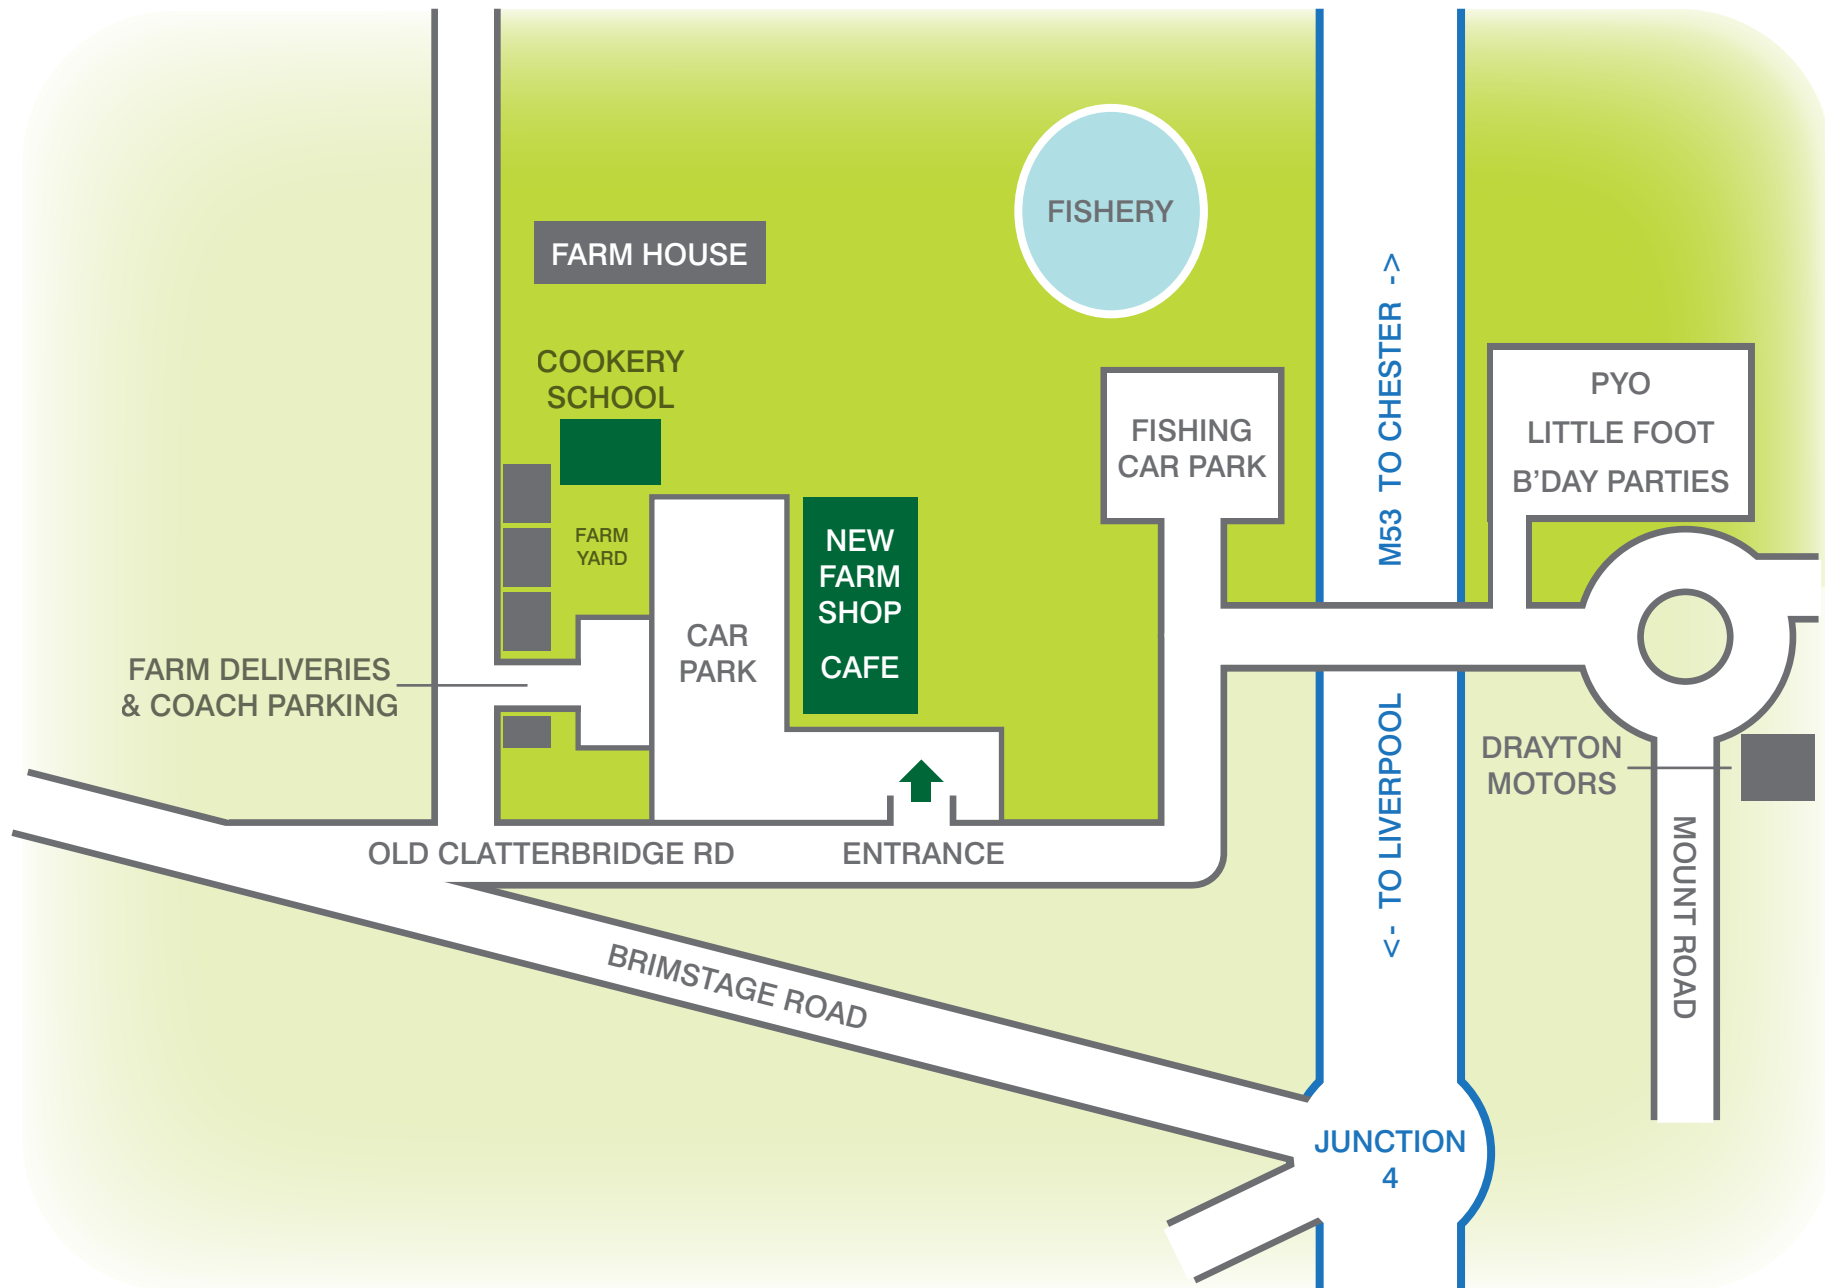 FISHERY
FARM HOUSE
M53 TO CHESTER ->
COOKERY
SCHOOL
PYO
LITTLE FOOT
B'DAY PARTIES
FISHING
CAR PARK
FARM
YARD
NEW
FARM
SHOP
CAFE
CAR
PARK
FARM DELIVERIES
& COACH PARKING
<- TO LIVERPOOL
DRAYTON
MOTORS
OLD CLATTERBRIDGE RD
ENTRANCE
MOUNT ROAD
BRIMSTAGE ROAD
JUNCTION
4